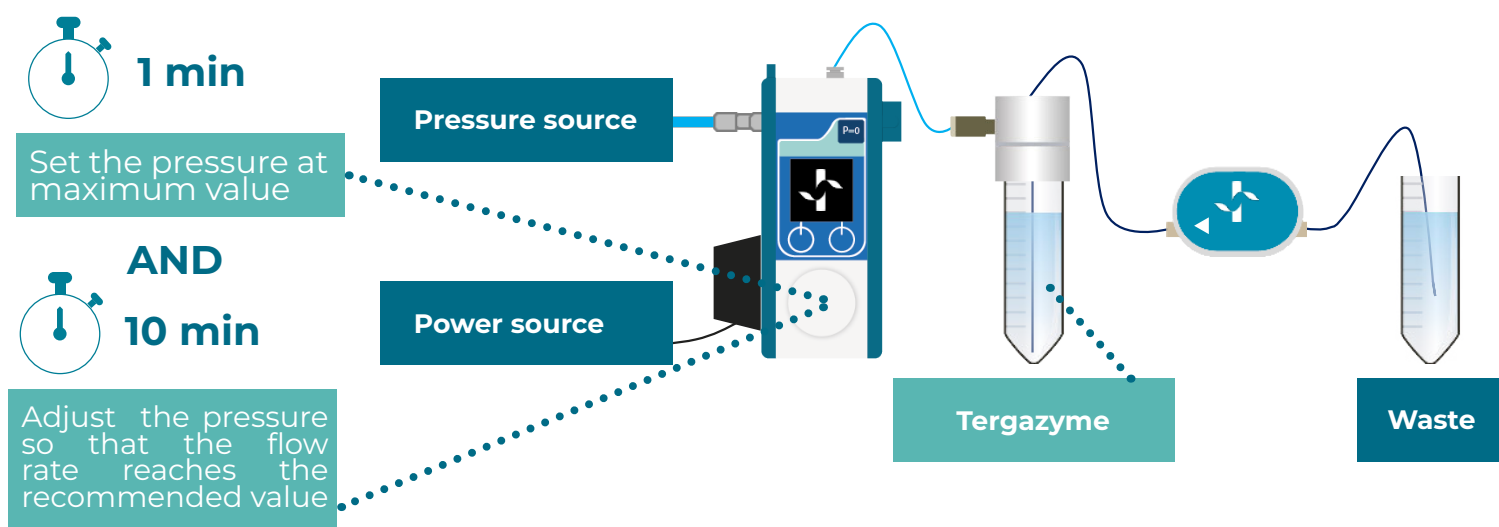 1 min
Set the pressure at
maximum value
AND
10 min
Adjust the pressure
so that the flow
rate reaches the
recommended value
Pressure source
Power source
P=0
Tergazyme
Waste